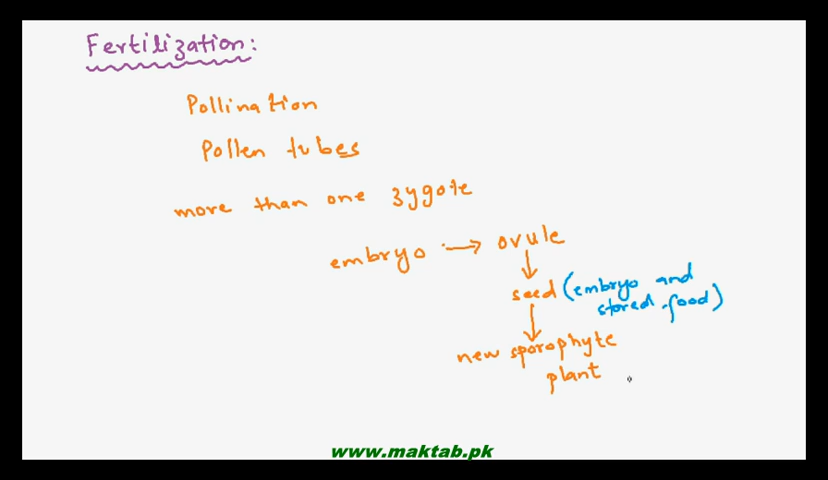 Fertilization:
Pollination
Pollen tubes
more than one zygote
embryo → ovule
↓
seed (embryo and
stored food)
↓
new sporophyte
plant
www.maktab.pk